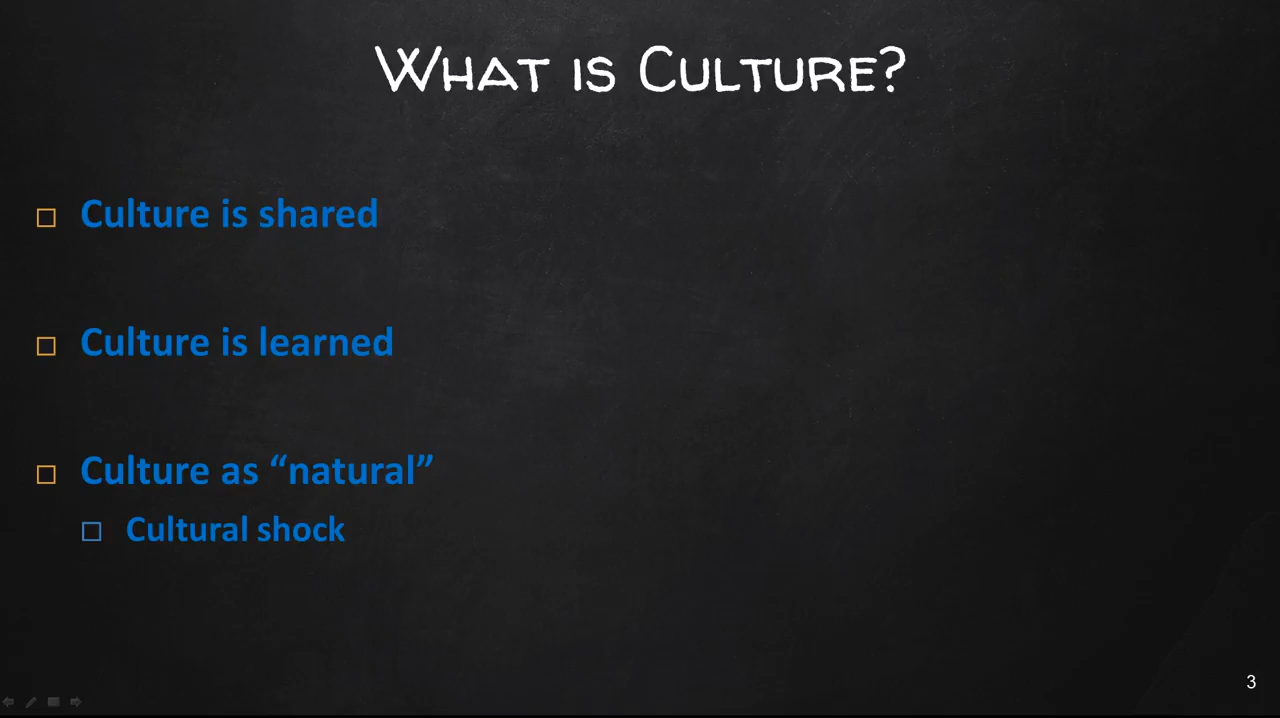 What is Culture?
Culture is shared
Culture is learned
Culture as “natural”
Cultural shock
3